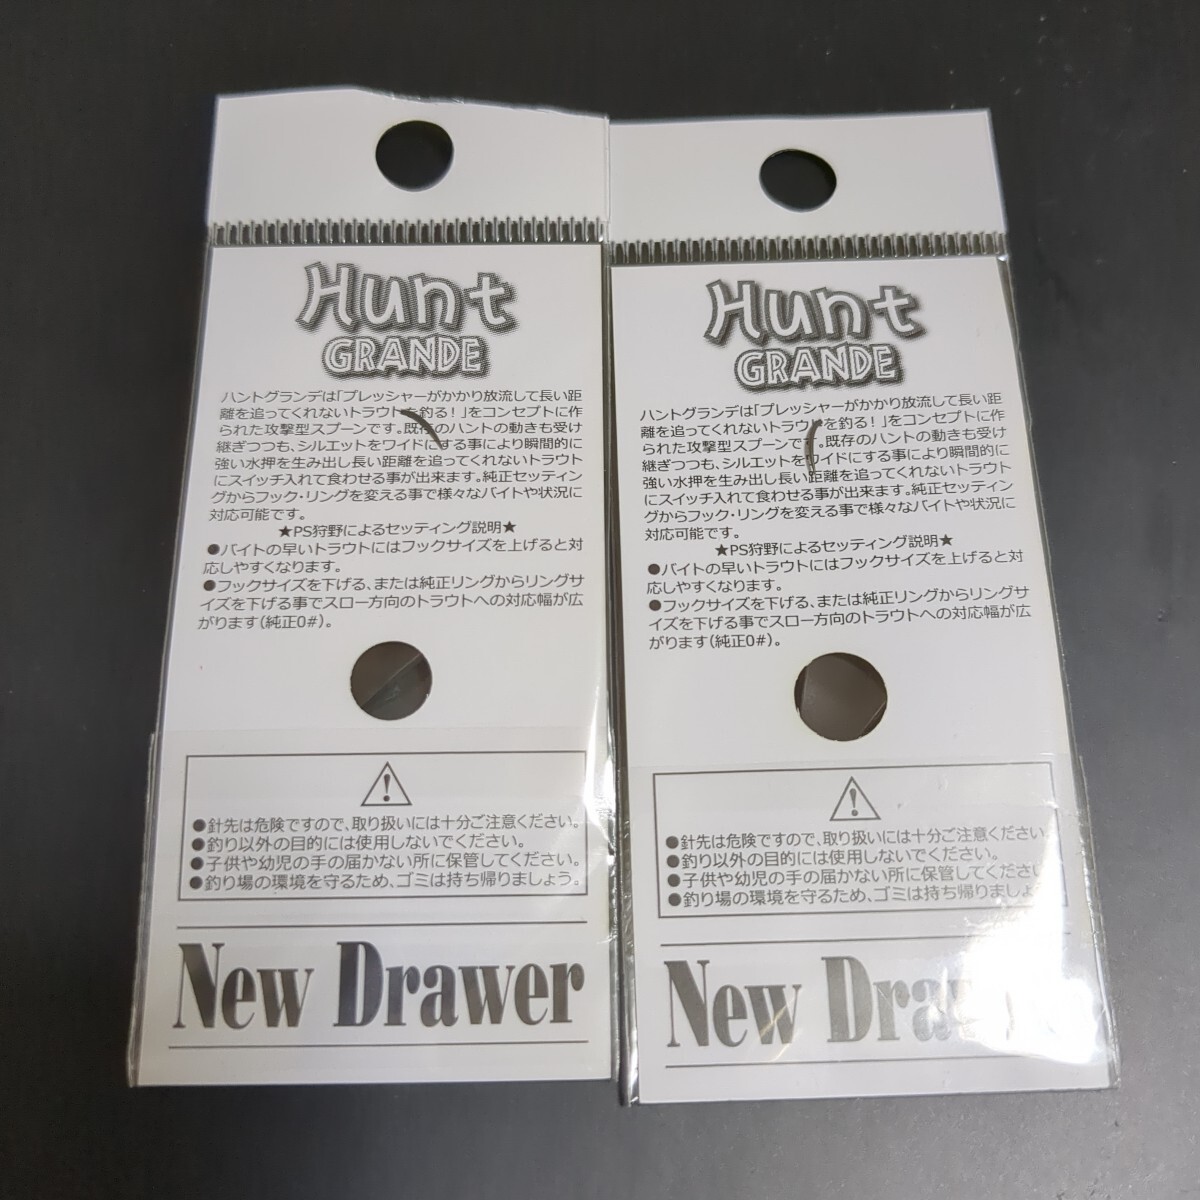 Hunt
GRANDE
ハントグランデは「プレッシャーがかかり放流して長い距
離を追ってくれないトラウトを釣る！」をコンセプトに作
られた攻撃型スプーンです。既存のハントの動きも受け
継ぎつつも、シルエットをワイドにする事により瞬間的に
強い水押を生み出し長い距離を追ってくれないトラウト
にスイッチ入れて食わせる事が出来ます。純正セッティン
グからフック・リングを変える事で様々なバイトや状況に
対応可能です。
★PS狩野によるセッティング説明★
●バイトの早いトラウトにはフックサイズを上げると対
応しやすくなります。
●フックサイズを下げる、または純正リングからリングサ
イズを下げる事でスロー方向のトラウトへの対応幅が広
がります(純正0#)。
●針先は危険ですので、取り扱いには十分ご注意ください。
●釣り以外の目的には使用しないでください。
●子供や幼児の手の届かない所に保管してください。
●釣り場の環境を守るため、ゴミは持ち帰りましょう。
New Drawer
Hunt
GRANDE
ハントグランデは「プレッシャーがかかり放流して長い距
離を追ってくれないトラウトを釣る！」をコンセプトに作
られた攻撃型スプーンです。既存のハントの動きも受け
継ぎつつも、シルエットをワイドにする事により瞬間的に
強い水押を生み出し長い距離を追ってくれないトラウト
にスイッチ入れて食わせる事が出来ます。純正セッティン
グからフック・リングを変える事で様々なバイトや状況に
対応可能です。
★PS狩野によるセッティング説明★
●バイトの早いトラウトにはフックサイズを上げると対
応しやすくなります。
●フックサイズを下げる、または純正リングからリングサ
イズを下げる事でスロー方向のトラウトへの対応幅が広
がります(純正0#)。
●針先は危険ですので、取り扱いには十分ご注意ください
●釣り以外の目的には使用しないでください。
●子供や幼児の手の届かない所に保管してください
●釣り場の環境を守るため、ゴミは持ち帰りましょ
New